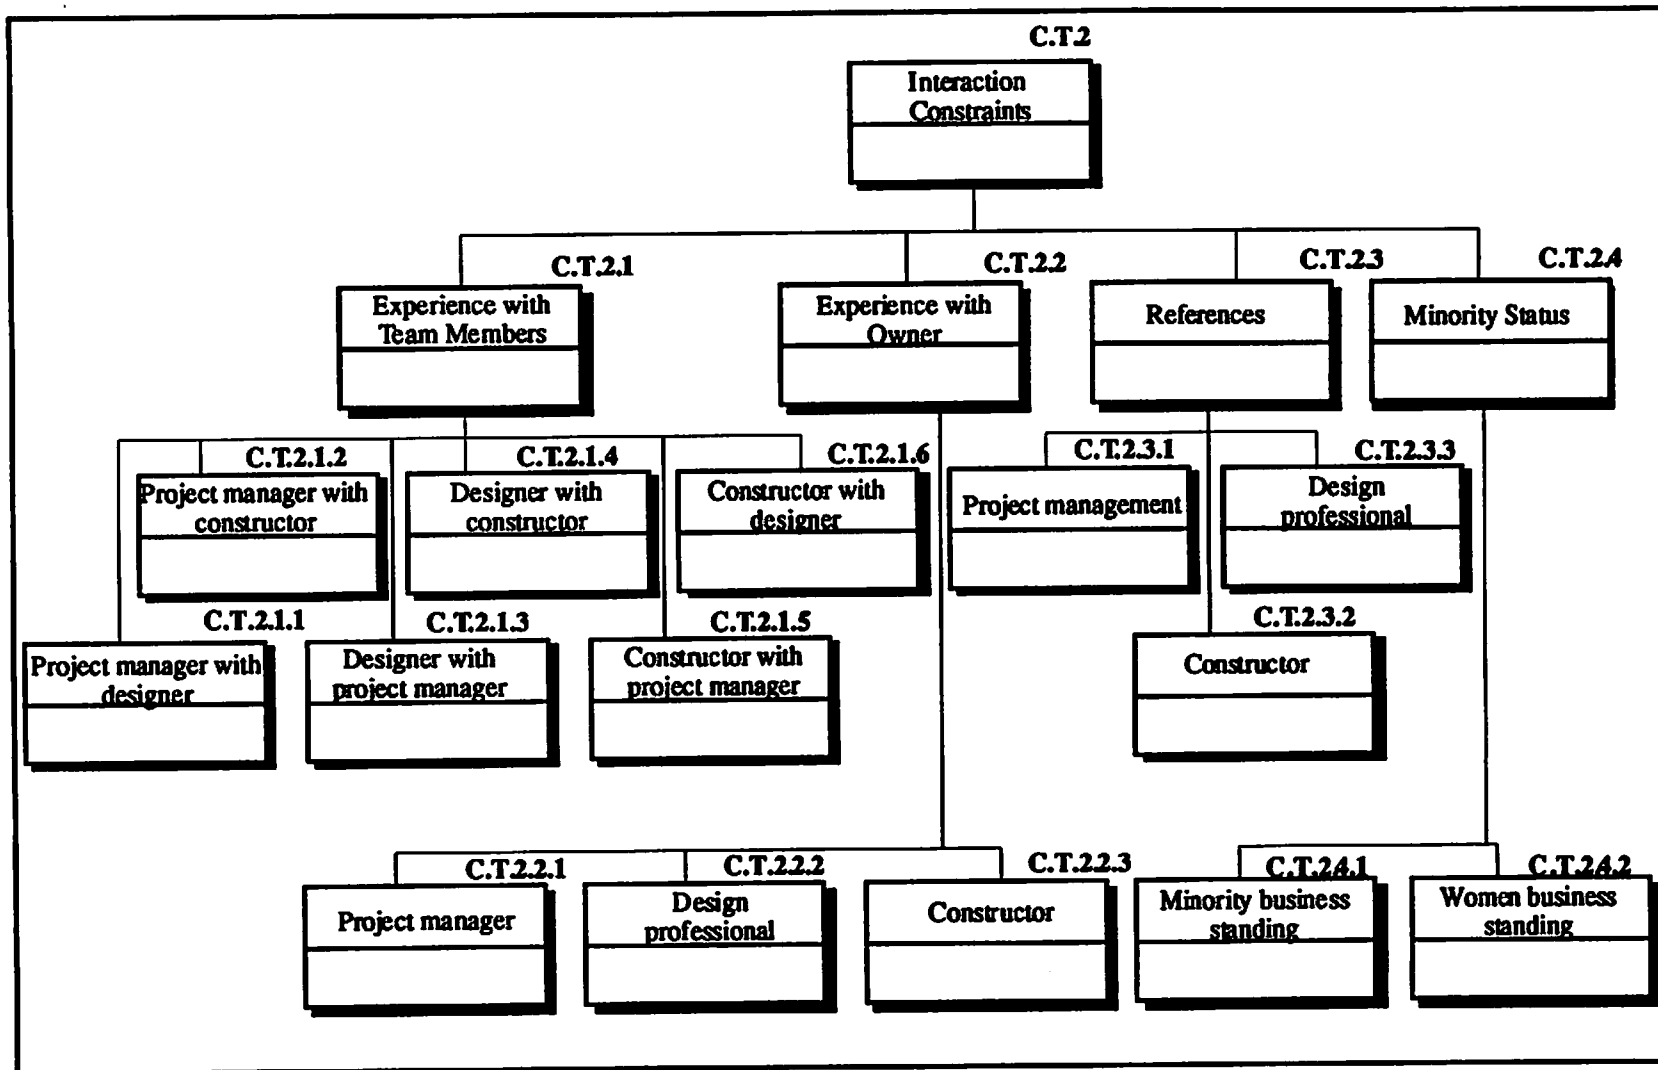 C.T.2
Interaction
Constraints
C.T.2.1
Experience with
Team Members
C.T.2.2
Experience with
Owner
C.T.2.3
References
C.T.2.4
Minority Status
C.T.2.1.2
Project manager with
constructor
C.T.2.1.4
Designer with
constructor
C.T.2.1.6
Constructor with
designer
C.T.2.3.1
Project management
C.T.2.3.3
Design
professional
C.T.2.1.1
Project manager with
designer
C.T.2.1.3
Designer with
project manager
C.T.2.1.5
Constructor with
project manager
C.T.2.3.2
Constructor
C.T.2.2.1
Project manager
C.T.2.2.2
Design
professional
C.T.2.2.3
Constructor
C.T.2.4.1
Minority business
standing
C.T.2.4.2
Women business
standing